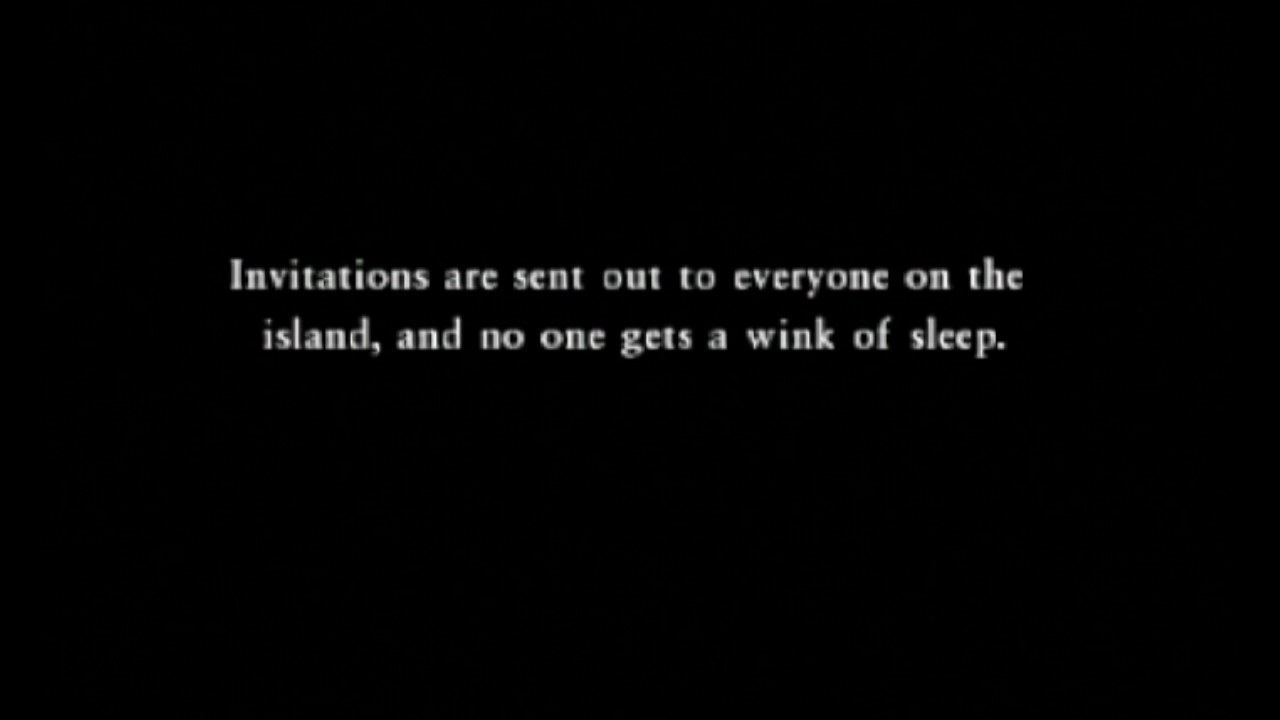 Invitations are sent out to everyone on the
island, and no one gets a wink of sleep.